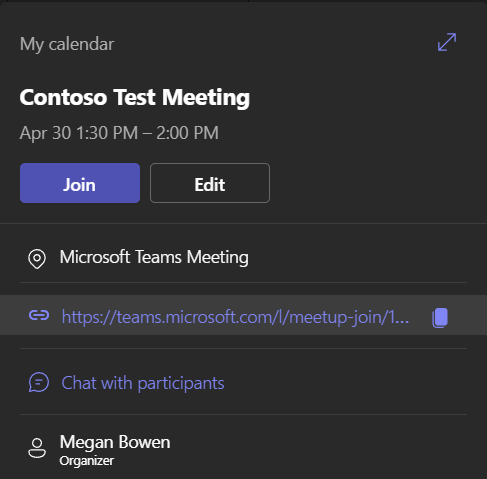 My calendar
Contoso Test Meeting
Apr 30 1:30 PM – 2:00 PM
Join
Edit
Microsoft Teams Meeting
https://teams.microsoft.com/l/meetup-join/1...
Chat with participants
Megan Bowen
Organizer